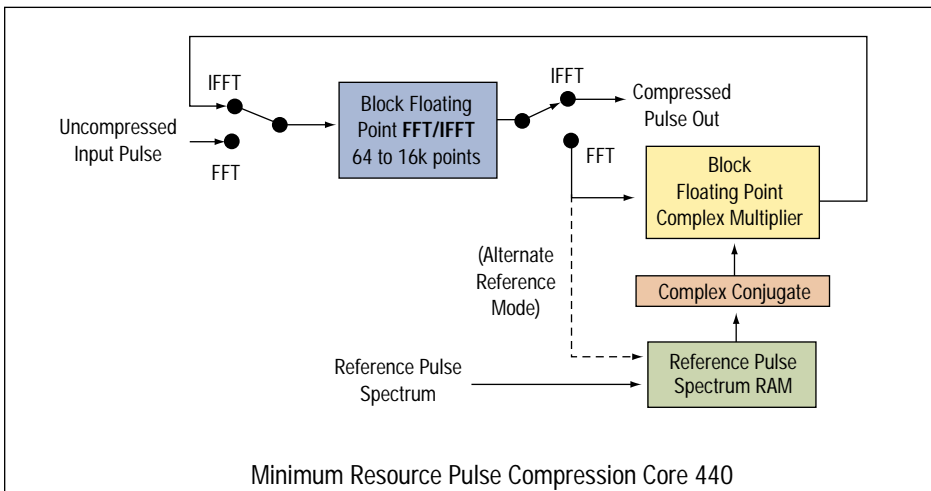 IFFT
Uncompressed
Input Pulse
FFT
Block Floating
Point FFT/IFFT
64 to 16k points
IFFT
Compressed
Pulse Out
FFT
Block
Floating Point
Complex Multiplier
(Alternate
Reference
Mode)
Complex Conjugate
Reference Pulse
Spectrum
Reference Pulse
Spectrum RAM
Minimum Resource Pulse Compression Core 440